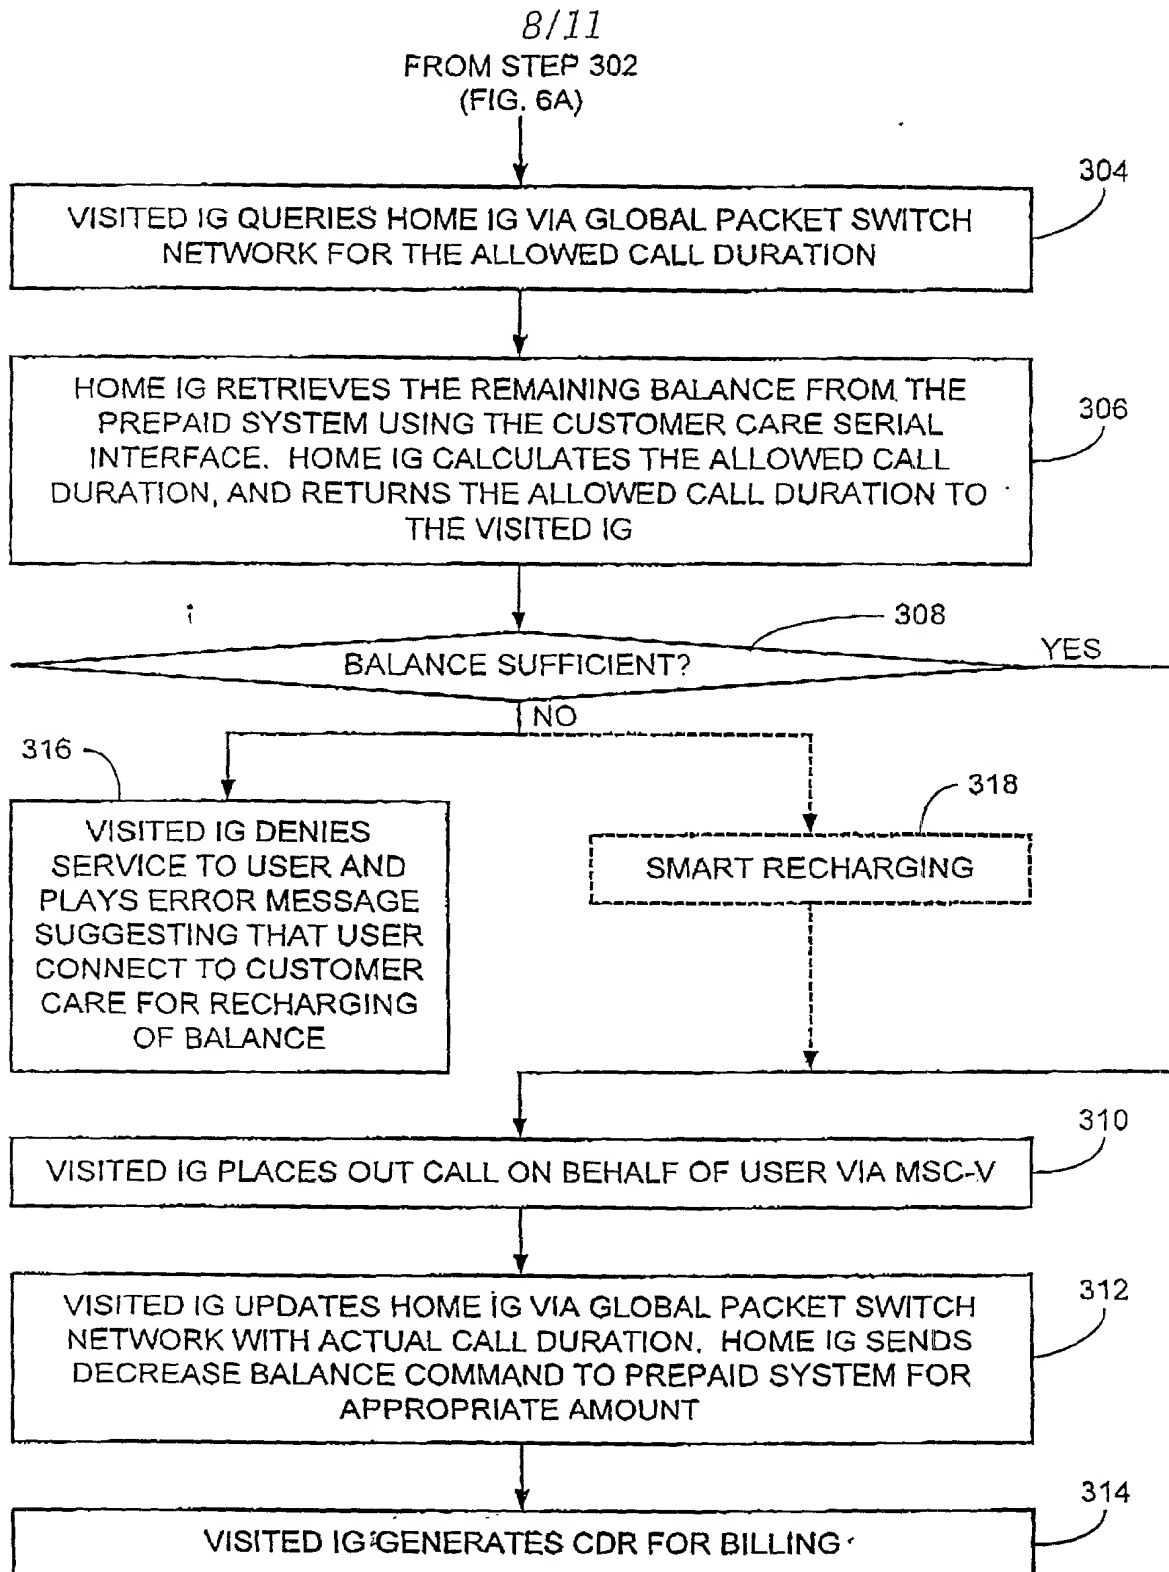 8/11
FROM STEP 302
(FIG. 6A)
304
VISITED IG QUERIES HOME IG VIA GLOBAL PACKET SWITCH
NETWORK FOR THE ALLOWED CALL DURATION
HOME IG RETRIEVES THE REMAINING BALANCE FROM THE
PREPAID SYSTEM USING THE CUSTOMER CARE SERIAL
INTERFACE. HOME IG CALCULATES THE ALLOWED CALL
DURATION, AND RETURNS THE ALLOWED CALL DURATION TO
THE VISITED IG
306
308
BALANCE SUFFICIENT?
YES
NO
316
VISITED IG DENIES
SERVICE TO USER AND
PLAYS ERROR MESSAGE
SUGGESTING THAT USER
CONNECT TO CUSTOMER
CARE FOR RECHARGING
OF BALANCE
318
SMART RECHARGING
310
VISITED IG PLACES OUT CALL ON BEHALF OF USER VIA MSC-V
312
VISITED IG UPDATES HOME IG VIA GLOBAL PACKET SWITCH
NETWORK WITH ACTUAL CALL DURATION. HOME IG SENDS
DECREASE BALANCE COMMAND TO PREPAID SYSTEM FOR
APPROPRIATE AMOUNT
314
VISITED IG GENERATES CDR FOR BILLING